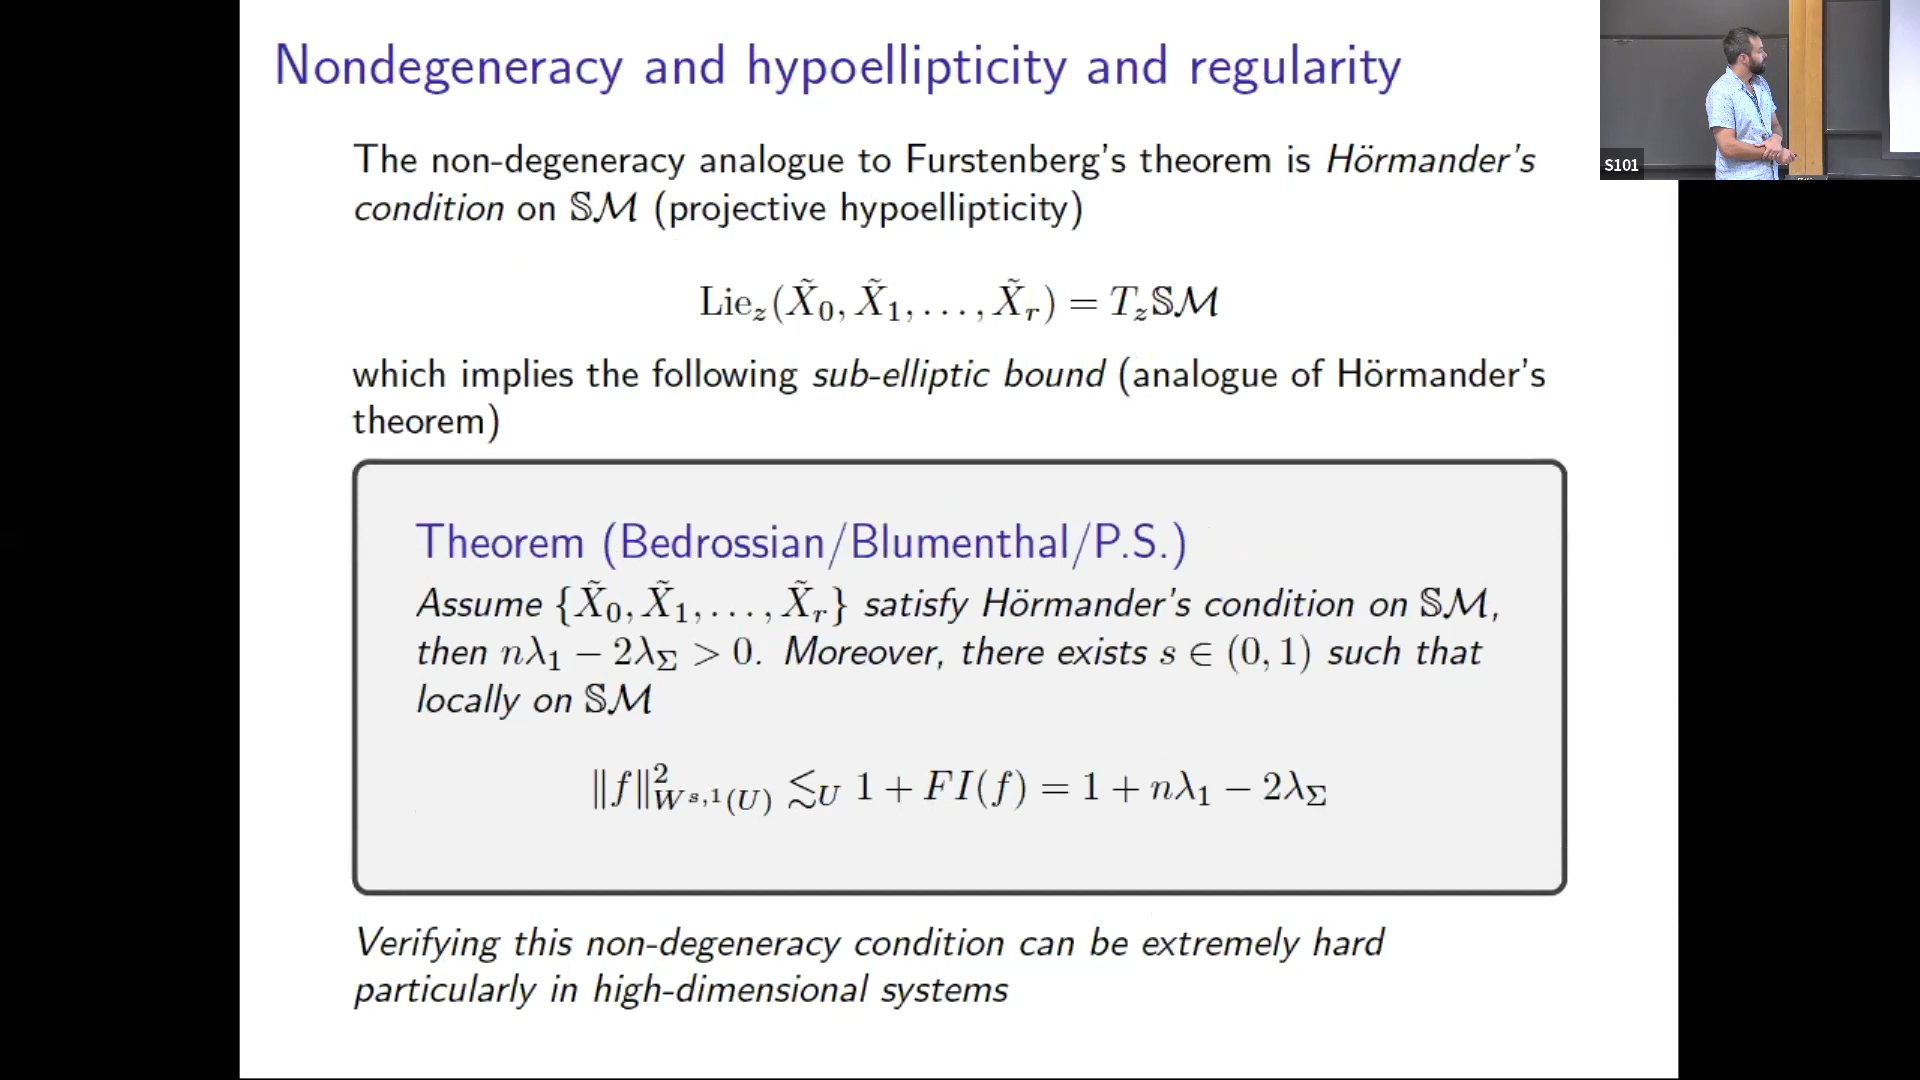 Nondegeneracy and hypoellipticity and regularity
S101
The non-degeneracy analogue to Furstenberg's theorem is Hörmander's
condition on 𝕊ℳ (projective hypoellipticity)
Lie_z(X̃_0, X̃_1, …, X̃_r) = T_z𝕊ℳ
which implies the following sub-elliptic bound (analogue of Hörmander's
theorem)
Theorem (Bedrossian/Blumenthal/P.S.)
Assume {X̃_0, X̃_1, …, X̃_r} satisfy Hörmander's condition on 𝕊ℳ,
then nλ_1 − 2λ_Σ > 0. Moreover, there exists s ∈ (0, 1) such that
locally on 𝕊ℳ
‖f‖²_{W^{s,1}(U)} ≲_U 1 + FI(f) = 1 + nλ_1 − 2λ_Σ
Verifying this non-degeneracy condition can be extremely hard
particularly in high-dimensional systems